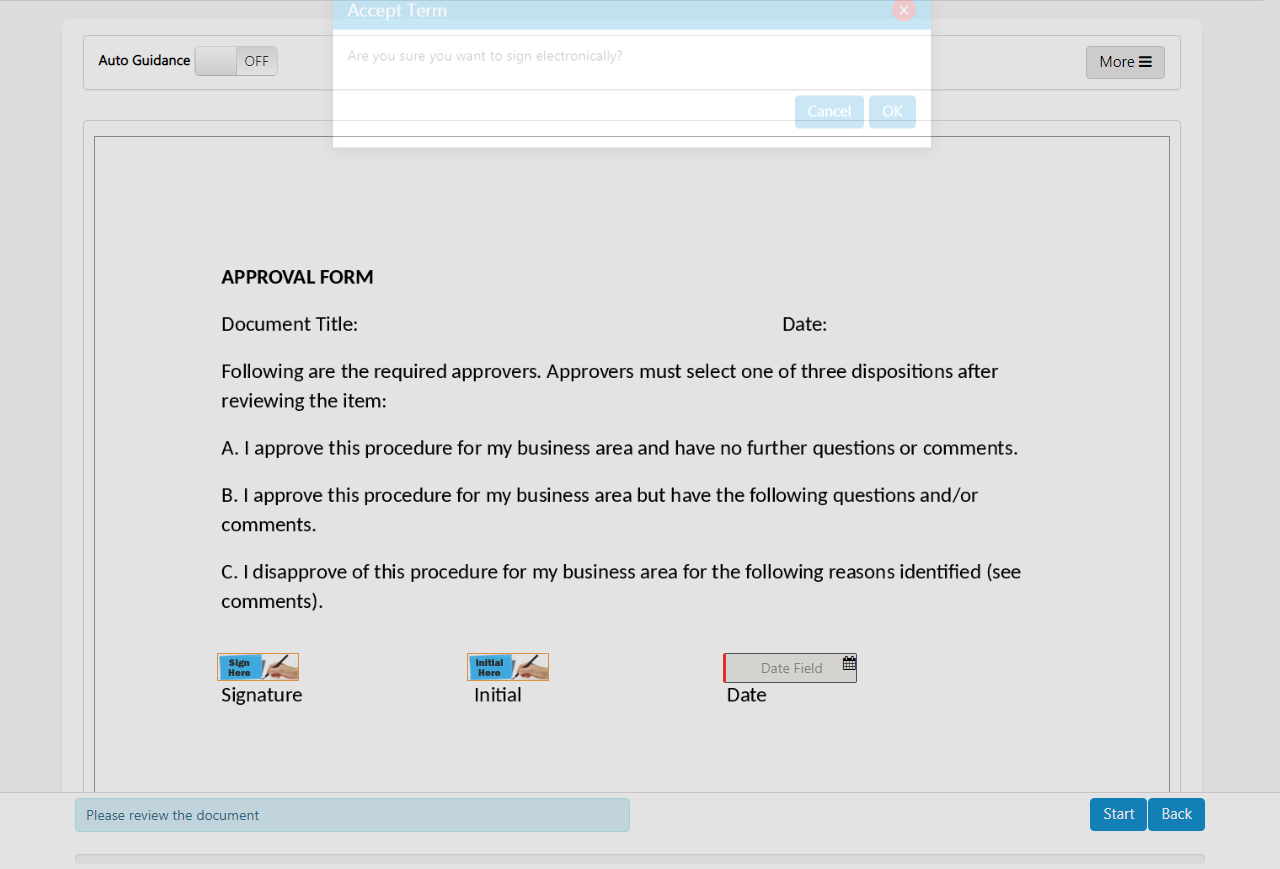 Accept Term
Are you sure you want to sign electronically?
Cancel OK
Auto Guidance OFF
More
APPROVAL FORM
Document Title: Date:
Following are the required approvers. Approvers must select one of three dispositions after
reviewing the item:
A. I approve this procedure for my business area and have no further questions or comments.
B. I approve this procedure for my business area but have the following questions and/or
comments.
C. I disapprove of this procedure for my business area for the following reasons identified (see
comments).
Sign
Here
Initial
Here
Date Field
Signature Initial Date
Please review the document
Start Back